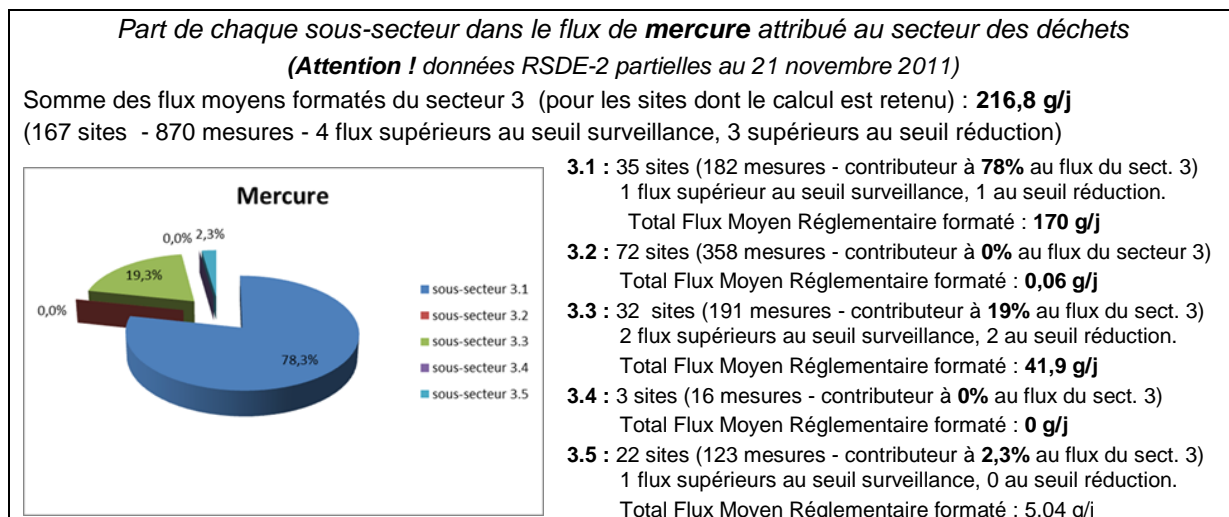 Part de chaque sous-secteur dans le flux de mercure attribué au secteur des déchets
(Attention ! données RSDE-2 partielles au 21 novembre 2011)
Somme des flux moyens formatés du secteur 3 (pour les sites dont le calcul est retenu) : 216,8 g/j
(167 sites - 870 mesures - 4 flux supérieurs au seuil surveillance, 3 supérieurs au seuil réduction)
Mercure
0,0%
2,3%
19,3%
0,0%
78,3%
sous-secteur 3.1
sous-secteur 3.2
sous-secteur 3.3
sous-secteur 3.4
sous-secteur 3.5
3.1 : 35 sites (182 mesures - contributeur à 78% au flux du sect. 3)
1 flux supérieur au seuil surveillance, 1 au seuil réduction.
Total Flux Moyen Réglementaire formaté : 170 g/j
3.2 : 72 sites (358 mesures - contributeur à 0% au flux du secteur 3)
Total Flux Moyen Réglementaire formaté : 0,06 g/j
3.3 : 32 sites (191 mesures - contributeur à 19% au flux du sect. 3)
2 flux supérieurs au seuil surveillance, 2 au seuil réduction.
Total Flux Moyen Réglementaire formaté : 41,9 g/j
3.4 : 3 sites (16 mesures - contributeur à 0% au flux du sect. 3)
Total Flux Moyen Réglementaire formaté : 0 g/j
3.5 : 22 sites (123 mesures - contributeur à 2,3% au flux du sect. 3)
1 flux supérieurs au seuil surveillance, 0 au seuil réduction.
Total Flux Moyen Réglementaire formaté : 5,04 g/j